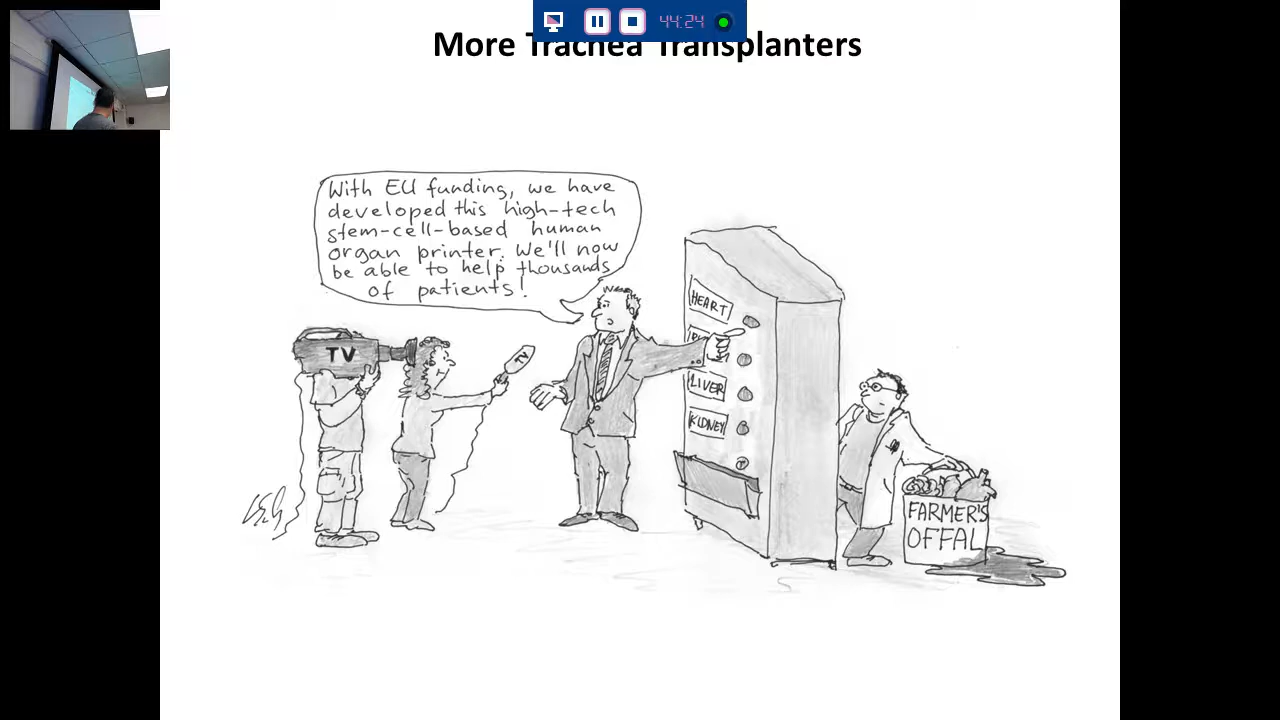 44:24
More Trachea Transplanters
With EU funding, we have
developed this high-tech
stem-cell-based human
organ printer. We'll now
be able to help thousands
of patients!
TV
TV
HEART
LIVER
KIDNEY
FARMER'S
OFFAL